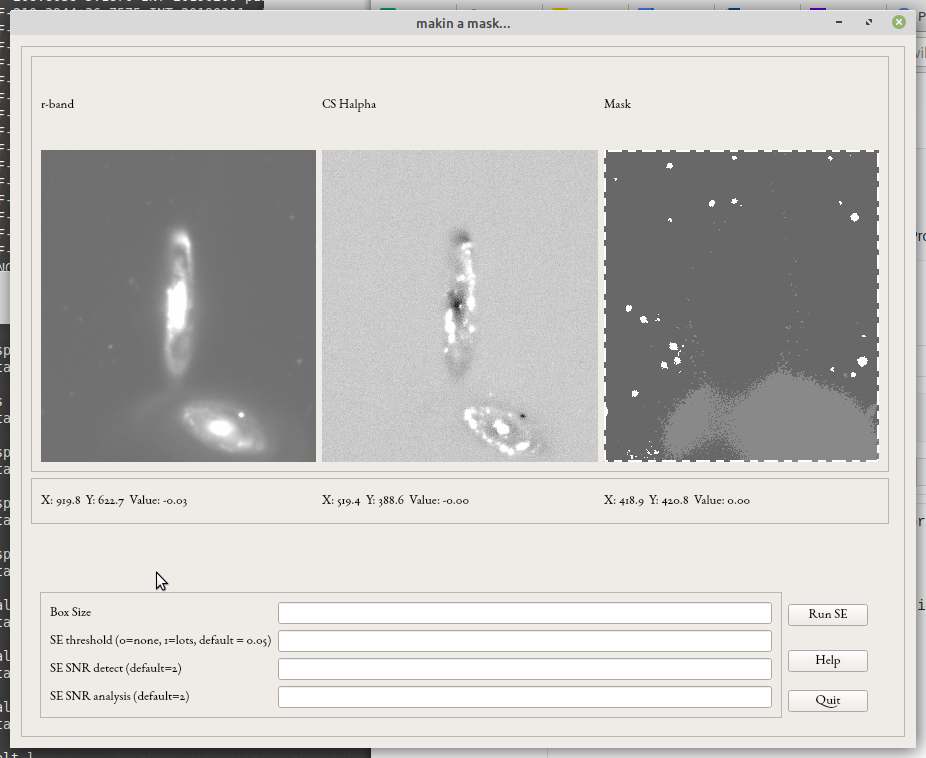 makin a mask...
r-band
CS Halpha
Mask
X: 919.8 Y: 622.7 Value: -0.03
X: 519.4 Y: 388.6 Value: -0.00
X: 418.9 Y: 420.8 Value: 0.00
Box Size
SE threshold (0=none, 1=lots, default = 0.05)
SE SNR detect (default=2)
SE SNR analysis (default=2)
Run SE
Help
Quit